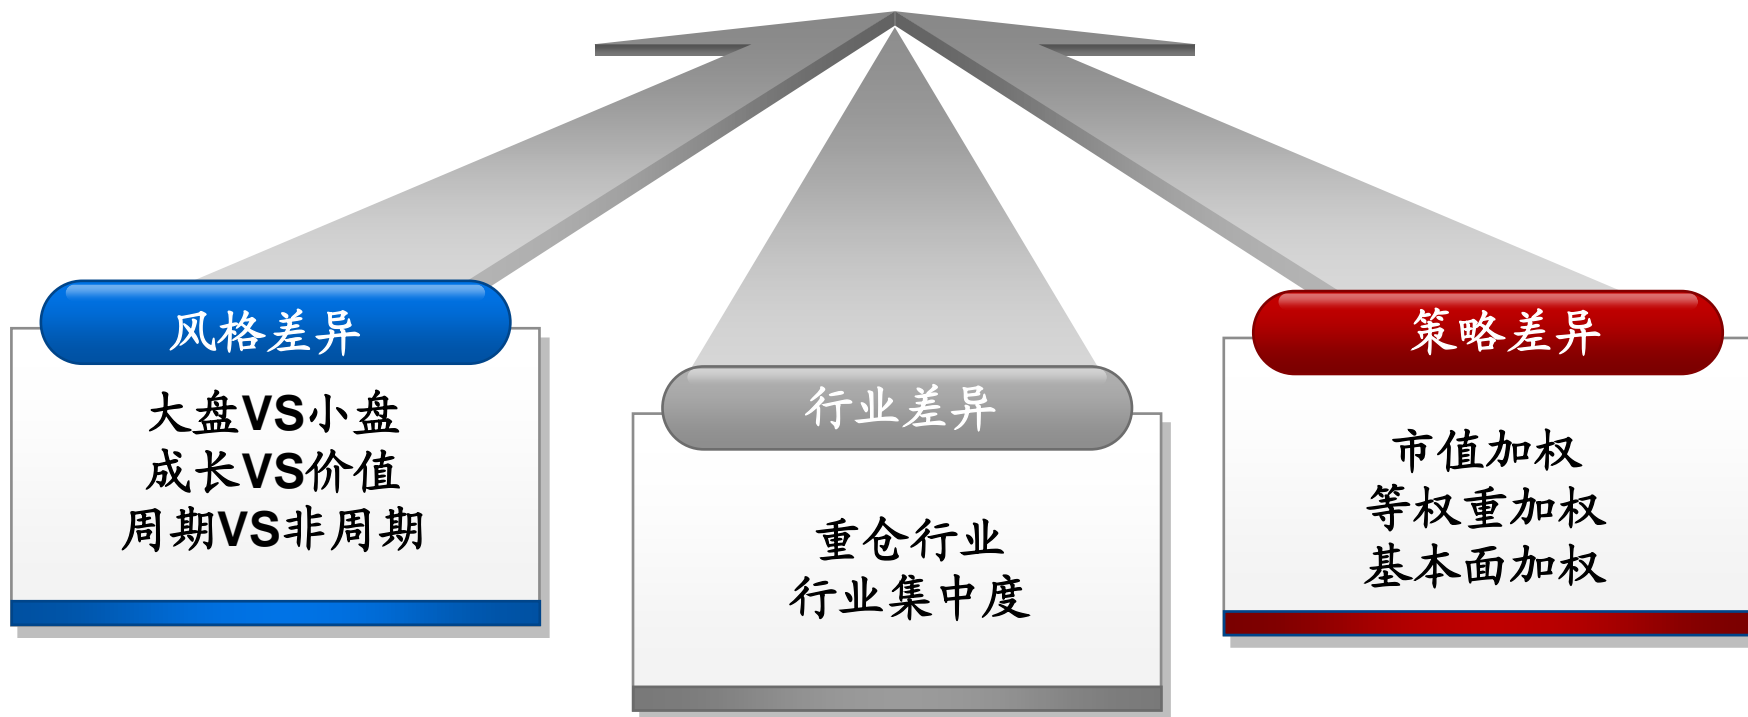 风格差异
大盘VS小盘
成长VS价值
周期VS非周期
行业差异
重仓行业
行业集中度
策略差异
市值加权
等权重加权
基本面加权